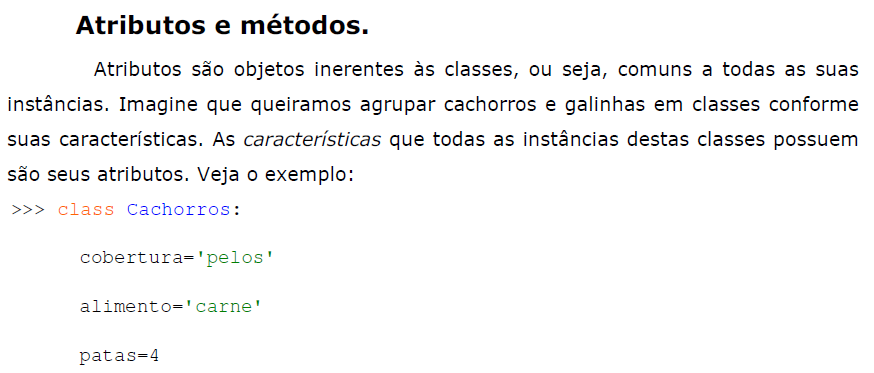 Atributos e métodos.
Atributos são objetos inerentes às classes, ou seja, comuns a todas as suas
instâncias. Imagine que queiramos agrupar cachorros e galinhas em classes conforme
suas características. As características que todas as instâncias destas classes possuem
são seus atributos. Veja o exemplo:
>>> class Cachorros:
cobertura='pelos'
alimento='carne'
patas=4